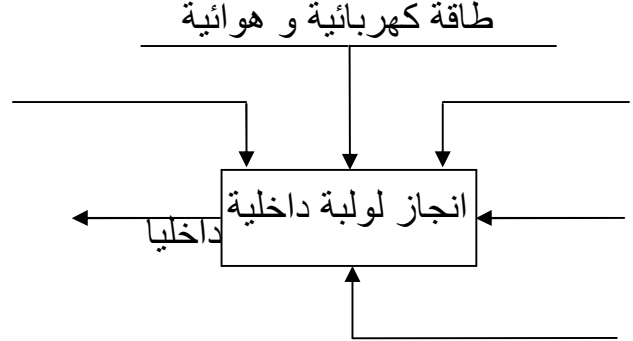 طاقة كهربائية و هوائية
انجاز لولبة داخلية
داخليا